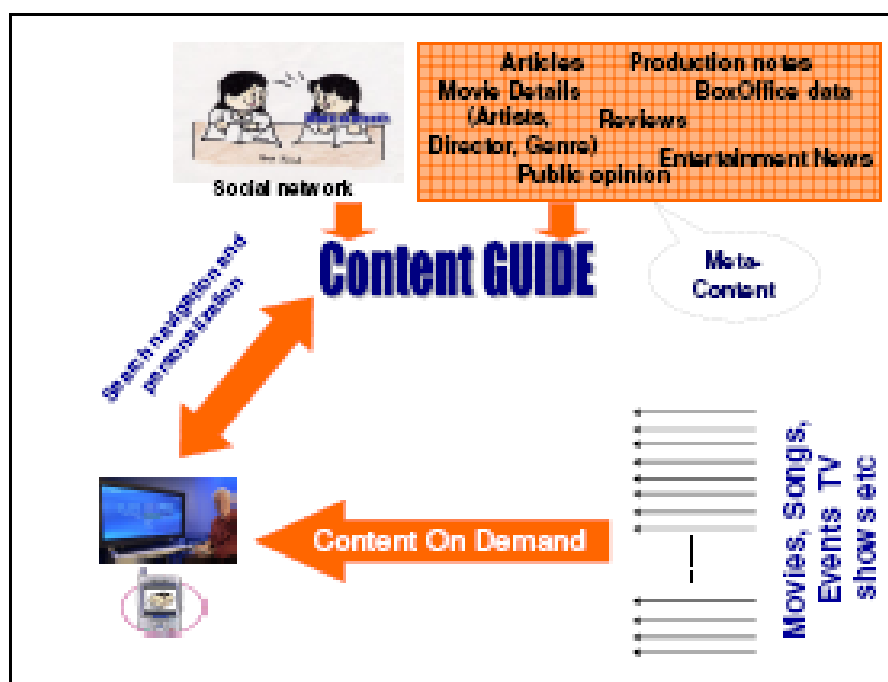 Articles
Production notes
Movie Details
BoxOffice data
(Artists,
Reviews
Director, Genre)
Entertainment News
Public opinion
Social network
Content GUIDE
Meta-
Content
Search navigation and
personalization
Content On Demand
Movies, Songs,
Events TV
shows etc